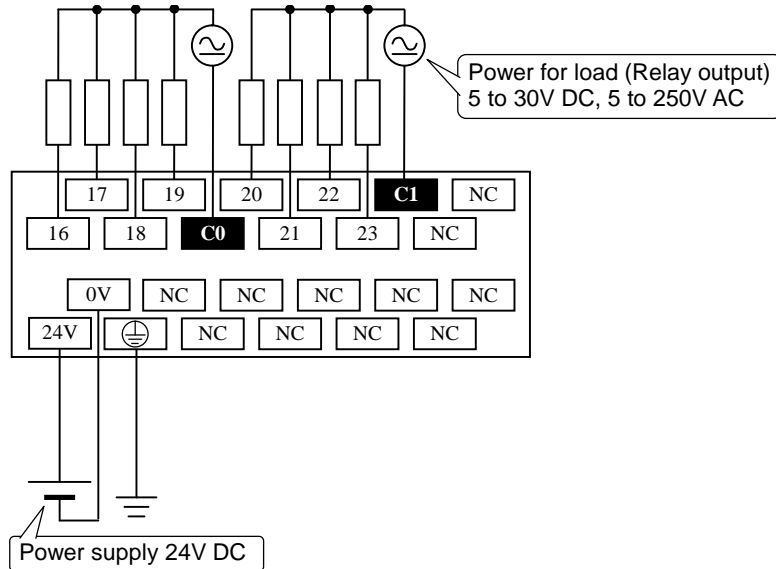 Power for load (Relay output)
5 to 30V DC, 5 to 250V AC
17 19 20 22 C1 NC
16 18 C0 21 23 NC
0V NC NC NC NC NC
24V NC NC NC NC
Power supply 24V DC